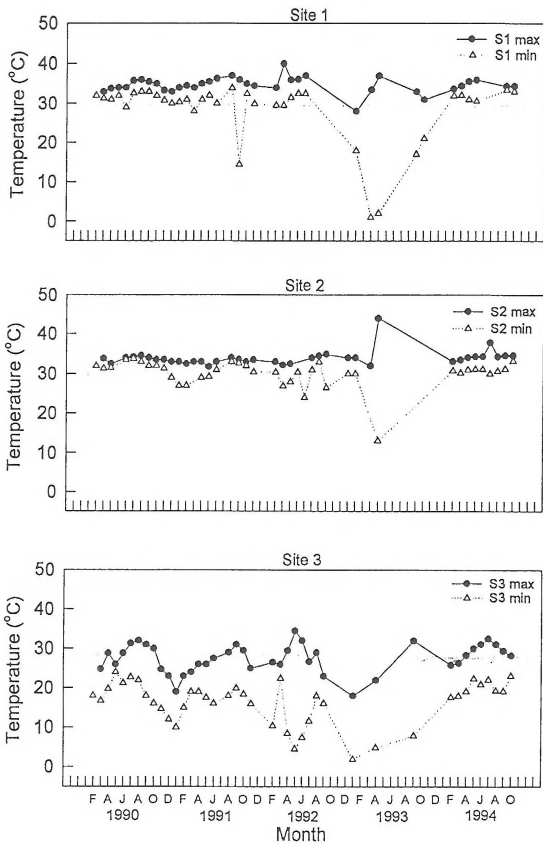 Site 1
S1 max
S1 min
Temperature (°C)
50
40
30
20
10
0
Site 2
S2 max
S2 min
Temperature (°C)
50
40
30
20
10
0
Site 3
S3 max
S3 min
Temperature (°C)
50
40
30
20
10
0
F A J A O D F A J A O D F A J A O D F A J A O D F A J A O
1990 1991 1992 1993 1994
Month